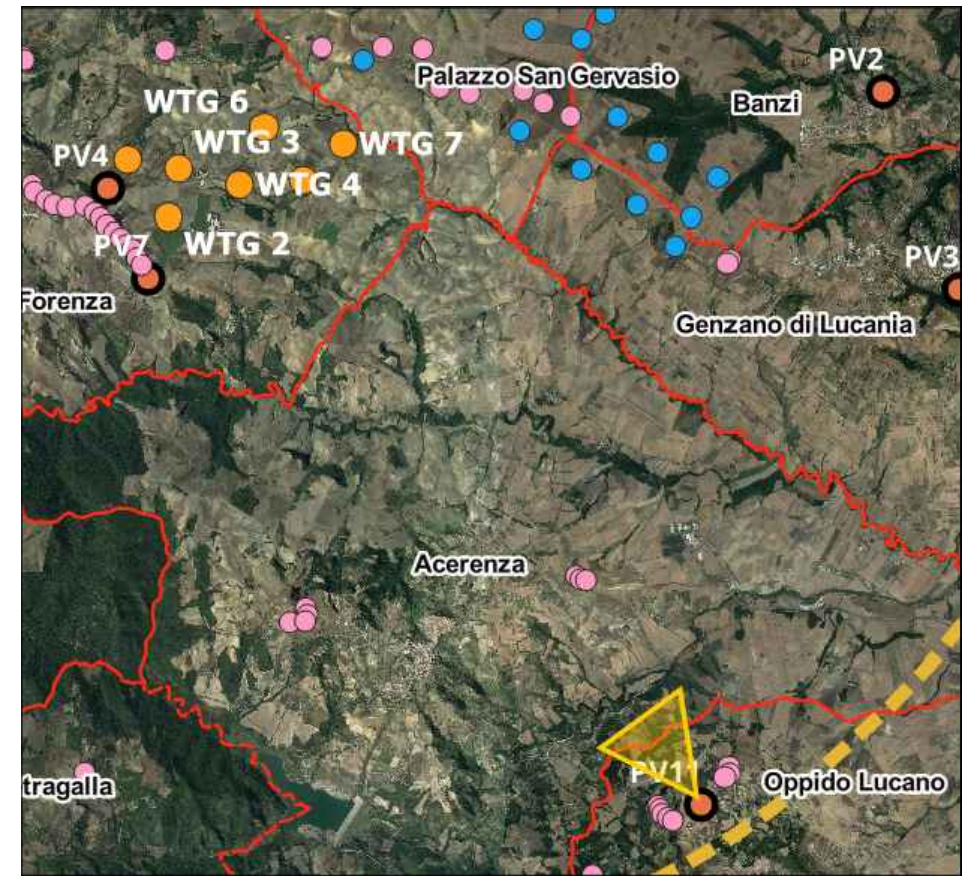 PV2
Palazzo San Gervasio
WTG 6
Banzi
WTG 3
WTG 7
PV4
WTG 4
PV7
WTG 2
PV3
Forenza
Genzano di Lucania
Acerenza
PV11
tragalla
Oppido Lucano